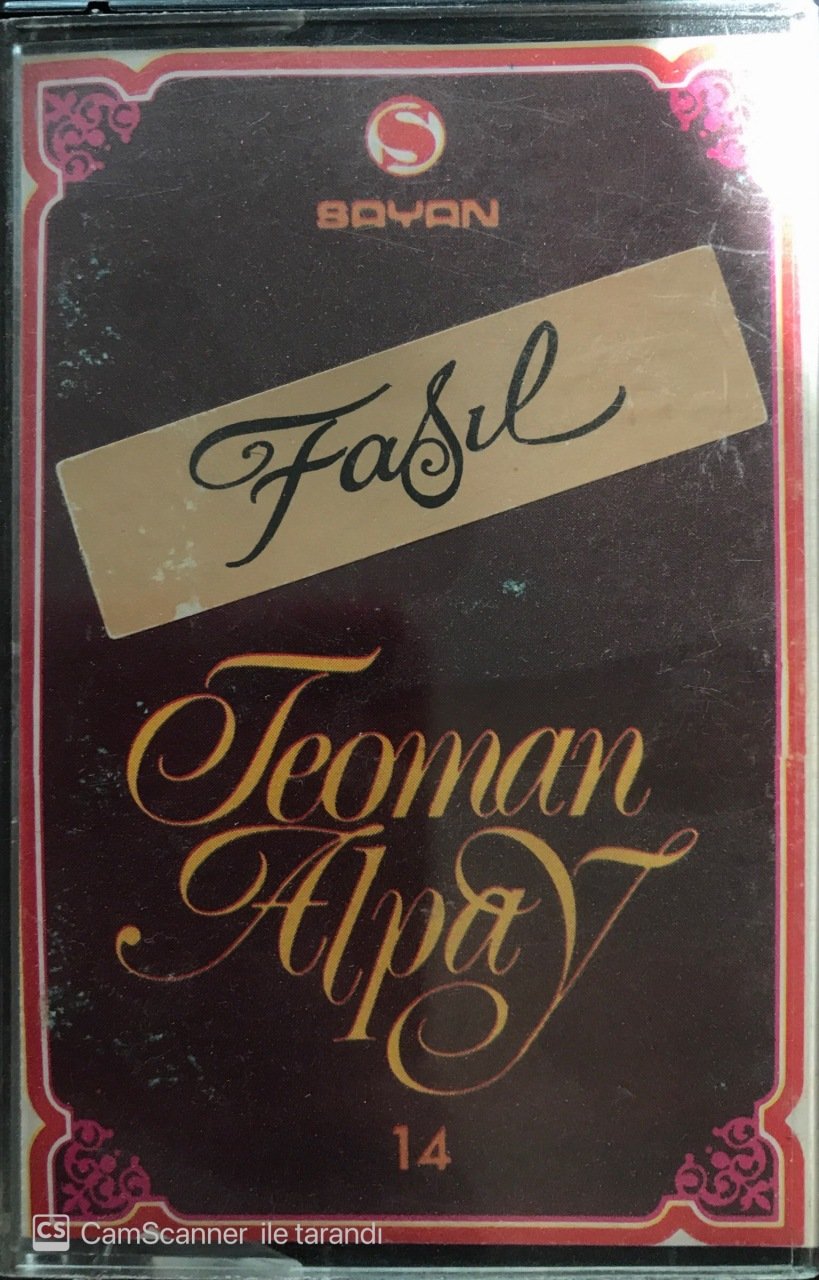 S
SAYAN
Fasıl
Teoman
Alpay
14
CS CamScanner ile tarandı